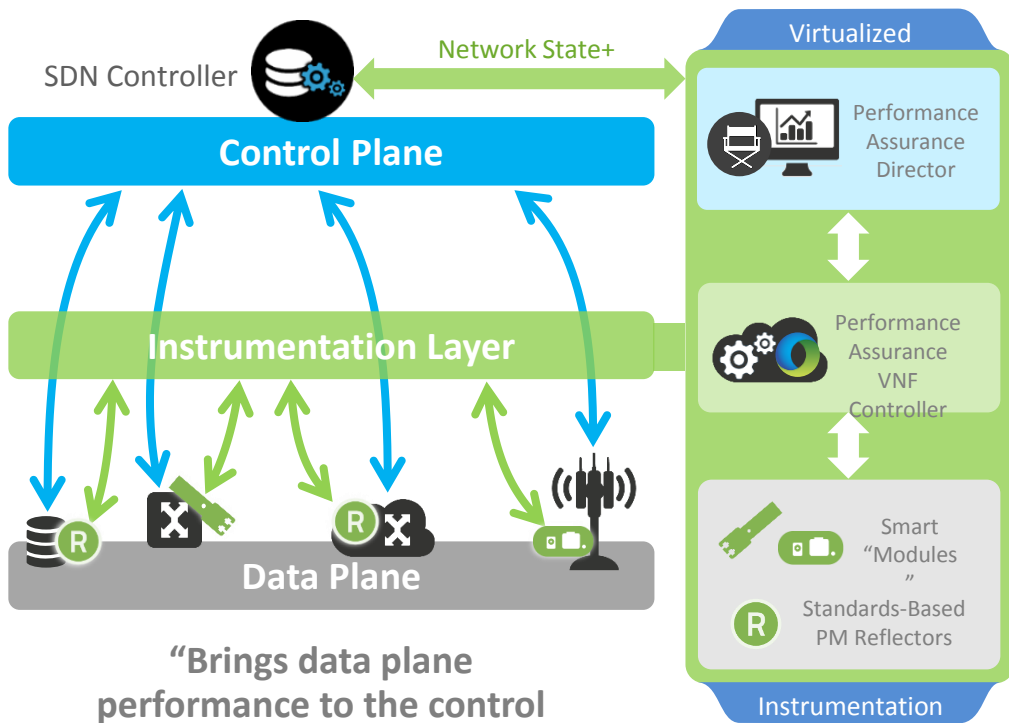 Network State+
SDN Controller
Control Plane
Instrumentation Layer
R
R
Data Plane
“Brings data plane
performance to the control
Virtualized
Performance
Assurance
Director
Performance
Assurance
VNF
Controller
Smart
“Modules
”
R
Standards-Based
PM Reflectors
Instrumentation